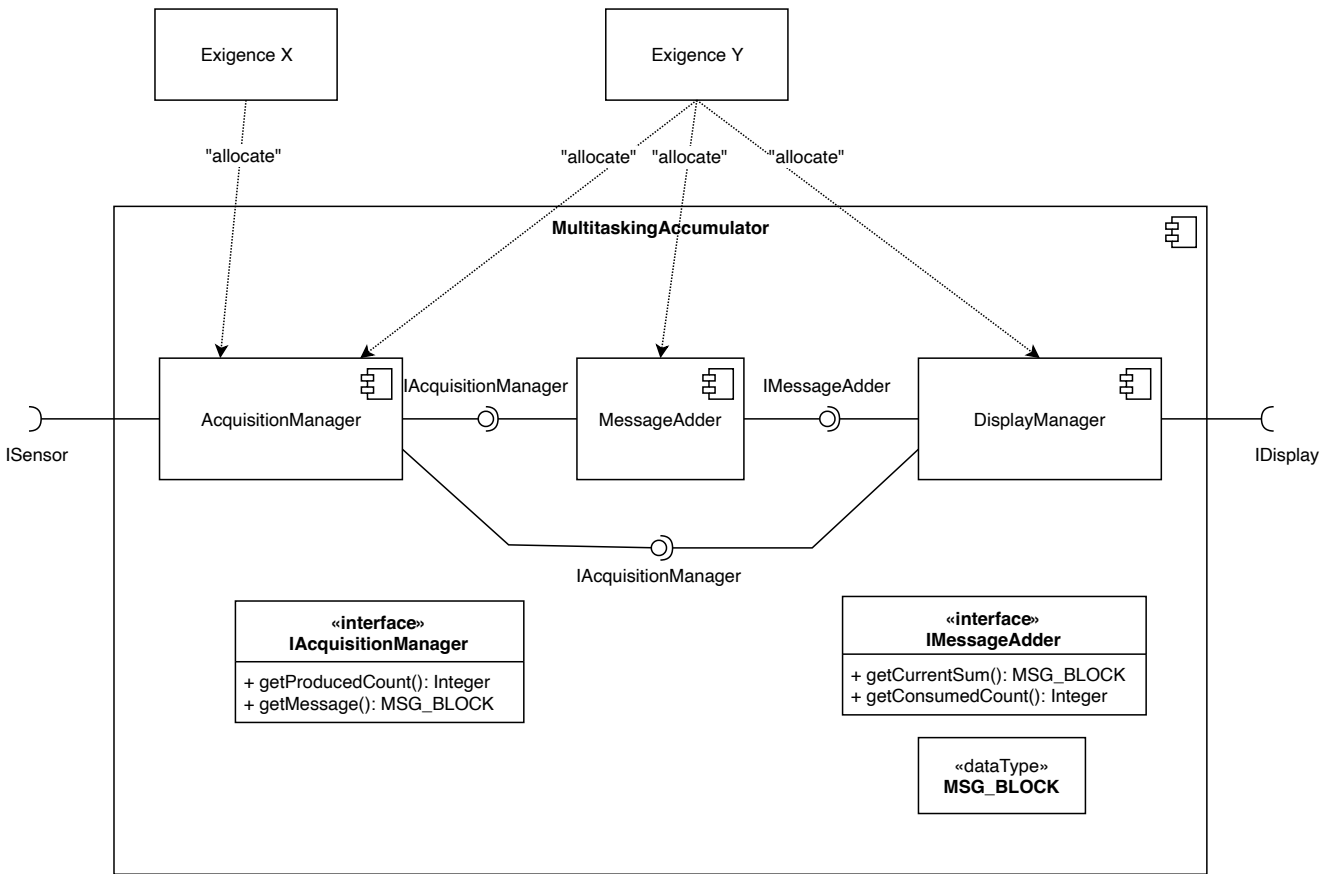 Exigence X
Exigence Y
"allocate"
"allocate"
"allocate"
"allocate"
MultitaskingAccumulator
IAcquisitionManager
IMessageAdder
AcquisitionManager
MessageAdder
DisplayManager
ISensor
IDisplay
IAcquisitionManager
«interface»
IAcquisitionManager
+ getProducedCount(): Integer
+ getMessage(): MSG_BLOCK
«interface»
IMessageAdder
+ getCurrentSum(): MSG_BLOCK
+ getConsumedCount(): Integer
«dataType»
MSG_BLOCK